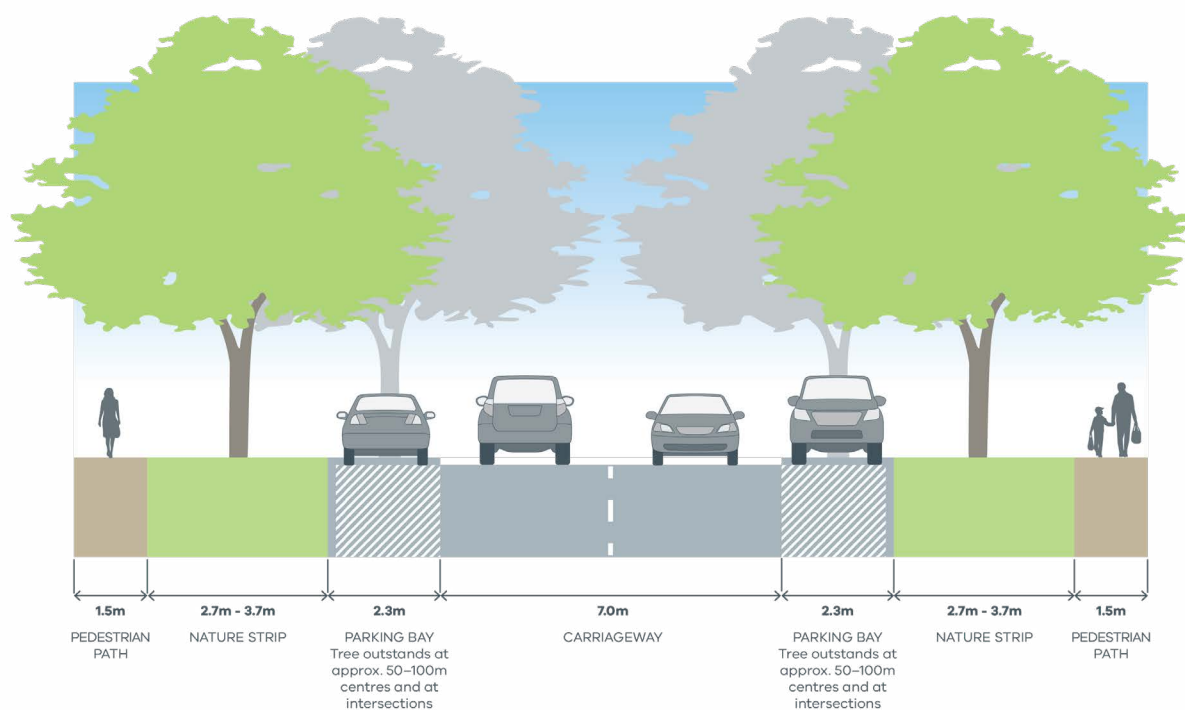 1.5m
2.7m - 3.7m
2.3m
7.0m
2.3m
2.7m - 3.7m
1.5m
PEDESTRIAN
PATH
NATURE STRIP
PARKING BAY
Tree outstands at
approx. 50–100m
centres and at
intersections
CARRIAGEWAY
PARKING BAY
Tree outstands at
approx. 50–100m
centres and at
intersections
NATURE STRIP
PEDESTRIAN
PATH